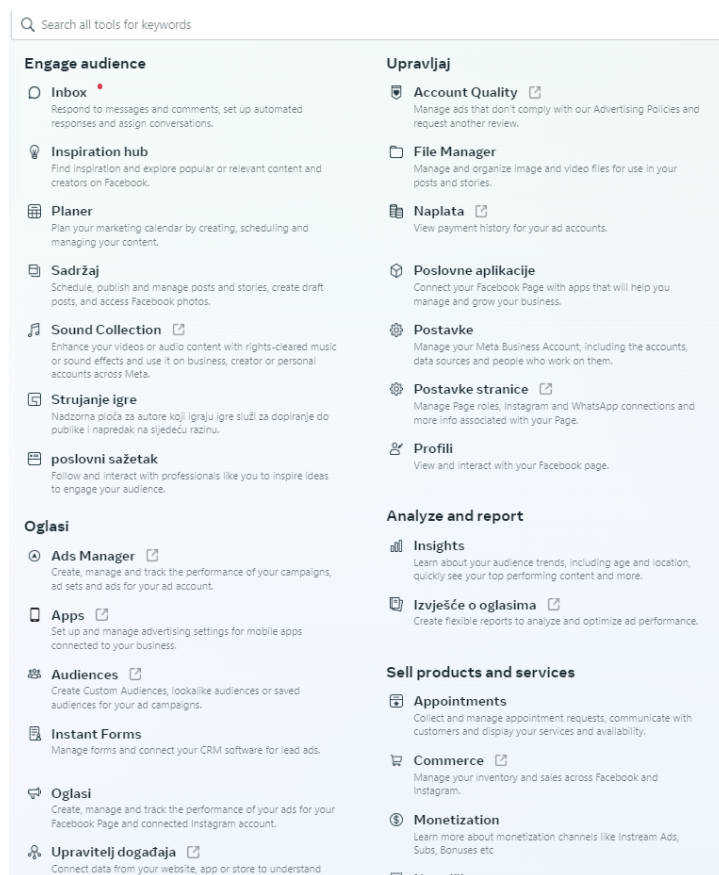 Search all tools for keywords
Engage audience
Inbox
Respond to messages and comments, set up automated
responses and assign conversations.
Inspiration hub
Find inspiration and explore popular or relevant content and
creators on Facebook.
Planer
Plan your marketing calendar by creating, scheduling and
managing your content.
Sadržaj
Schedule, publish and manage posts and stories, create draft
posts, and access Facebook photos.
Sound Collection
Enhance your videos or audio content with rights-cleared music
or sound effects and use it on business, creator or personal
accounts across Meta.
Strujanje igre
Nadzorna ploča za autore koji igraju igre služi za dopiranje do
publike i napredak na sljedeću razinu.
poslovni sažetak
Follow and interact with professionals like you to inspire ideas
to engage your audience.
Oglasi
Ads Manager
Create, manage and track the performance of your campaigns,
ad sets and ads for your ad account.
Apps
Set up and manage advertising settings for mobile apps
connected to your business.
Audiences
Create Custom Audiences, lookalike audiences or saved
audiences for your ad campaigns.
Instant Forms
Manage forms and connect your CRM software for lead ads.
Oglasi
Create, manage and track the performance of your ads for your
Facebook Page and connected Instagram account.
Upravitelj događaja
Connect data from your website, app or store to understand
Upravljaj
Account Quality
Manage ads that don't comply with our Advertising Policies and
request another review.
File Manager
Manage and organize image and video files for use in your
posts and stories.
Naplata
View payment history for your ad accounts.
Poslovne aplikacije
Connect your Facebook Page with apps that will help you
manage and grow your business.
Postavke
Manage your Meta Business Account, including the accounts,
data sources and people who work on them.
Postavke stranice
Manage Page roles, Instagram and WhatsApp connections and
more info associated with your Page.
Profili
View and interact with your Facebook page.
Analyze and report
Insights
Learn about your audience trends, including age and location,
quickly see your top performing content and more.
Izvješće o oglasima
Create flexible reports to analyze and optimize ad performance.
Sell products and services
Appointments
Collect and manage appointment requests, communicate with
customers and display your services and availability.
Commerce
Manage your inventory and sales across Facebook and
Instagram.
Monetization
Learn more about monetization channels like Instream Ads,
Subs, Bonuses etc